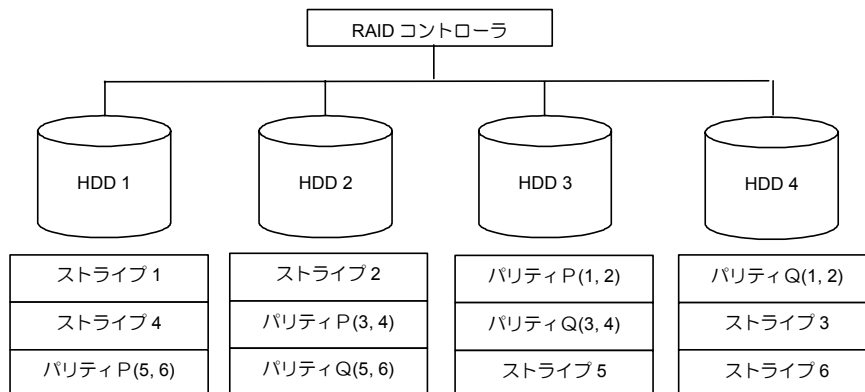 RAID コントローラ
HDD 1
HDD 2
HDD 3
HDD 4
ストライプ 1
ストライプ 2
パリティ P(1, 2)
パリティ Q(1, 2)
ストライプ 4
パリティ P(3, 4)
パリティ Q(3, 4)
ストライプ 3
パリティ P(5, 6)
パリティ Q(5, 6)
ストライプ 5
ストライプ 6